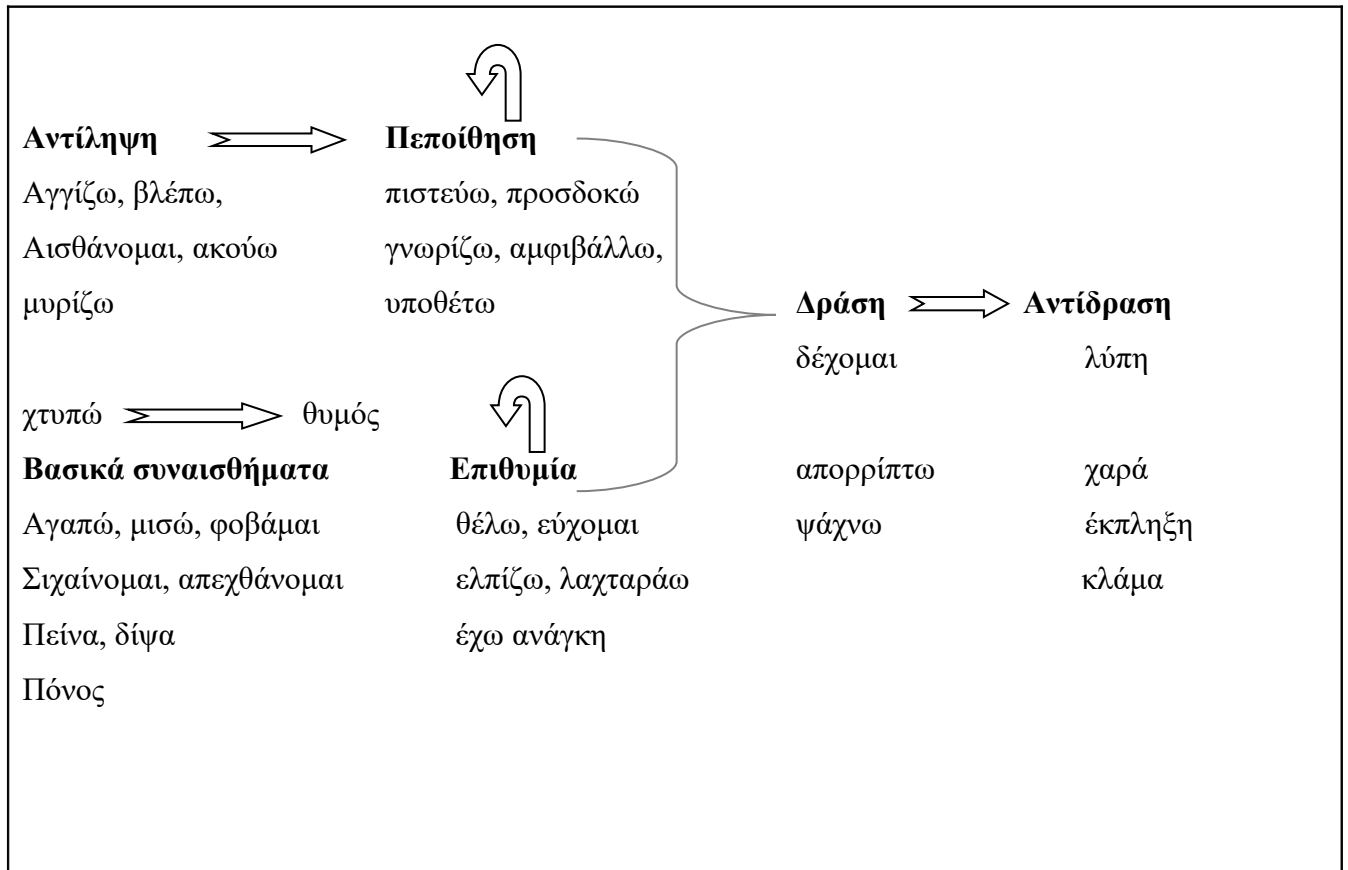 Αντίληψη Πεποίθηση
Αγγίζω, βλέπω, πιστεύω, προσδοκώ
Αισθάνομαι, ακούω γνωρίζω, αμφιβάλλω,
μυρίζω υποθέτω
Δράση Αντίδραση
δέχομαι λύπη
χτυπώ θυμός
Βασικά συναισθήματα Επιθυμία απορρίπτω χαρά
Αγαπώ, μισώ, φοβάμαι θέλω, εύχομαι ψάχνω έκπληξη
Σιχαίνομαι, απεχθάνομαι ελπίζω, λαχταράω κλάμα
Πείνα, δίψα έχω ανάγκη
Πόνος